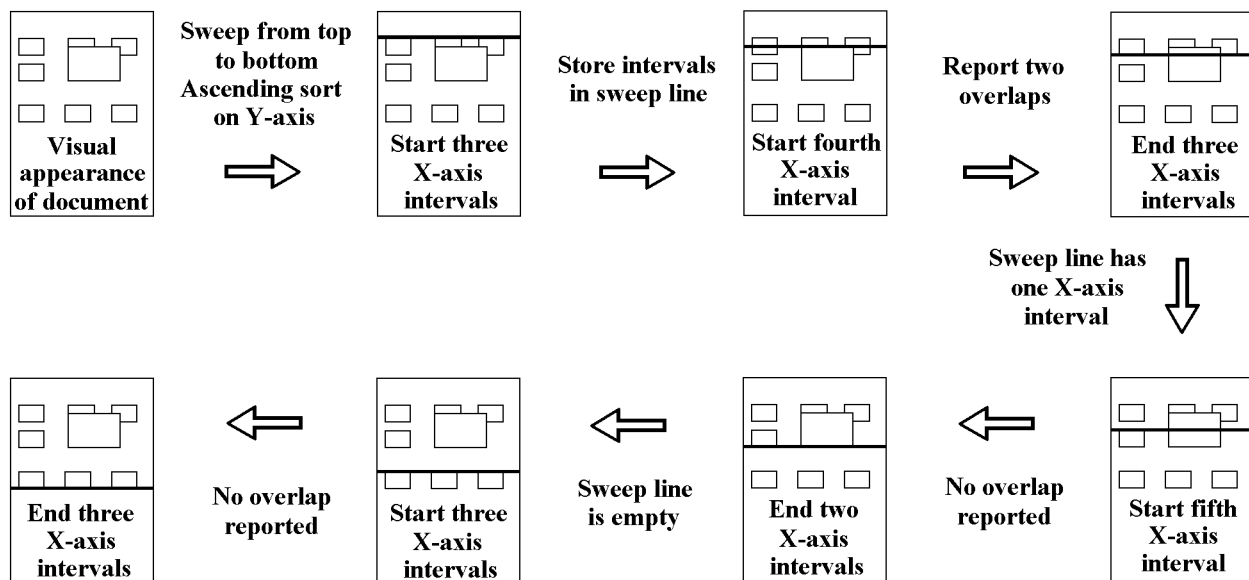 Visual
appearance
of document
Sweep from top
to bottom
Ascending sort
on Y-axis
Start three
X-axis
intervals
Store intervals
in sweep line
Start fourth
X-axis
interval
Report two
overlaps
End three
X-axis
intervals
Sweep line has
one X-axis
interval
Start fifth
X-axis
interval
No overlap
reported
End two
X-axis
intervals
Sweep line
is empty
Start three
X-axis
intervals
No overlap
reported
End three
X-axis
intervals